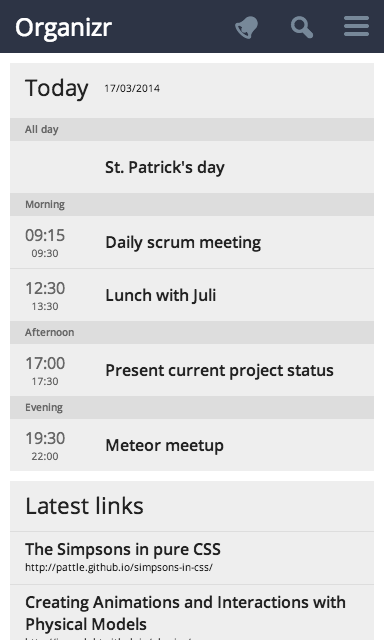 Organizr
Today 17/03/2014
All day
St. Patrick's day
Morning
09:15 Daily scrum meeting
09:30
12:30 Lunch with Juli
13:30
Afternoon
17:00 Present current project status
17:30
Evening
19:30 Meteor meetup
22:00
Latest links
The Simpsons in pure CSS
http://pattle.github.io/simpsons-in-css/
Creating Animations and Interactions with
Physical Models